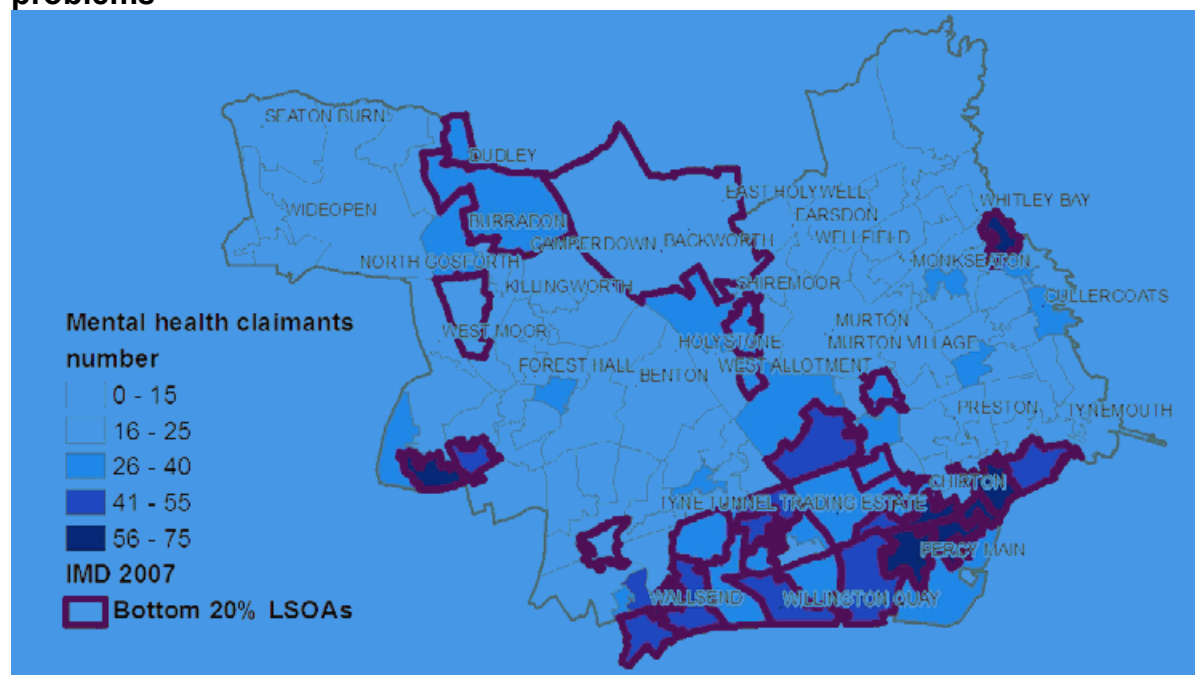 problems
SEATON BURN
DUDLEY
EAST HOLYWELL
WHITLEY BAY
WIDEOPEN
BURRADON
EARSDON
CAMPERDOWN
BACKWORTH
WELLFIELD
NORTH GOSFORTH
MONKSEATON
KILLINGWORTH
SHIREMOOR
CULLERCOATS
Mental health claimants
number
WEST MOOR
MURTON
HOLYSTONE
MURTON VILLAGE
FOREST HALL
BENTON
WEST ALLOTMENT
0 - 15
PRESTON
TYNEMOUTH
16 - 25
26 - 40
CHIRTON
41 - 55
TYNE TUNNEL TRADING ESTATE
56 - 75
PERCY MAIN
IMD 2007
Bottom 20% LSOAs
WALLSEND
WILLINGTON QUAY